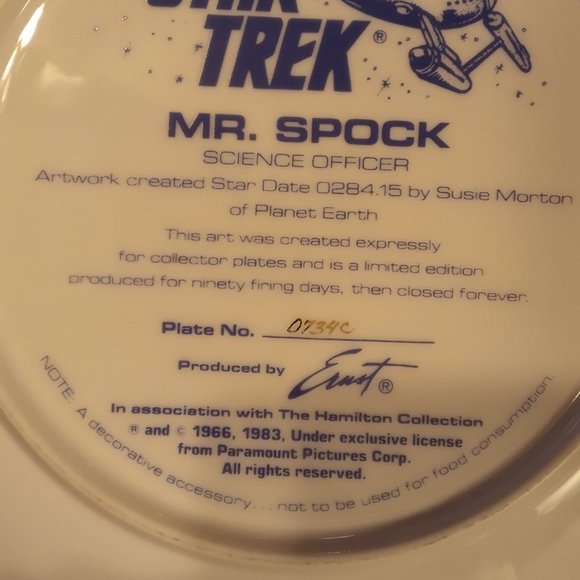 STAR
TREK®
MR. SPOCK
SCIENCE OFFICER
Artwork created Star Date 0284.15 by Susie Morton
of Planet Earth
This art was created expressly
for collector plates and is a limited edition
produced for ninety firing days, then closed forever.
Plate No. 0734C
Produced by Ernst®
In association with The Hamilton Collection
® and © 1966, 1983, Under exclusive license
from Paramount Pictures Corp.
All rights reserved.
NOTE: A decorative accessory...not to be used for food consumption.